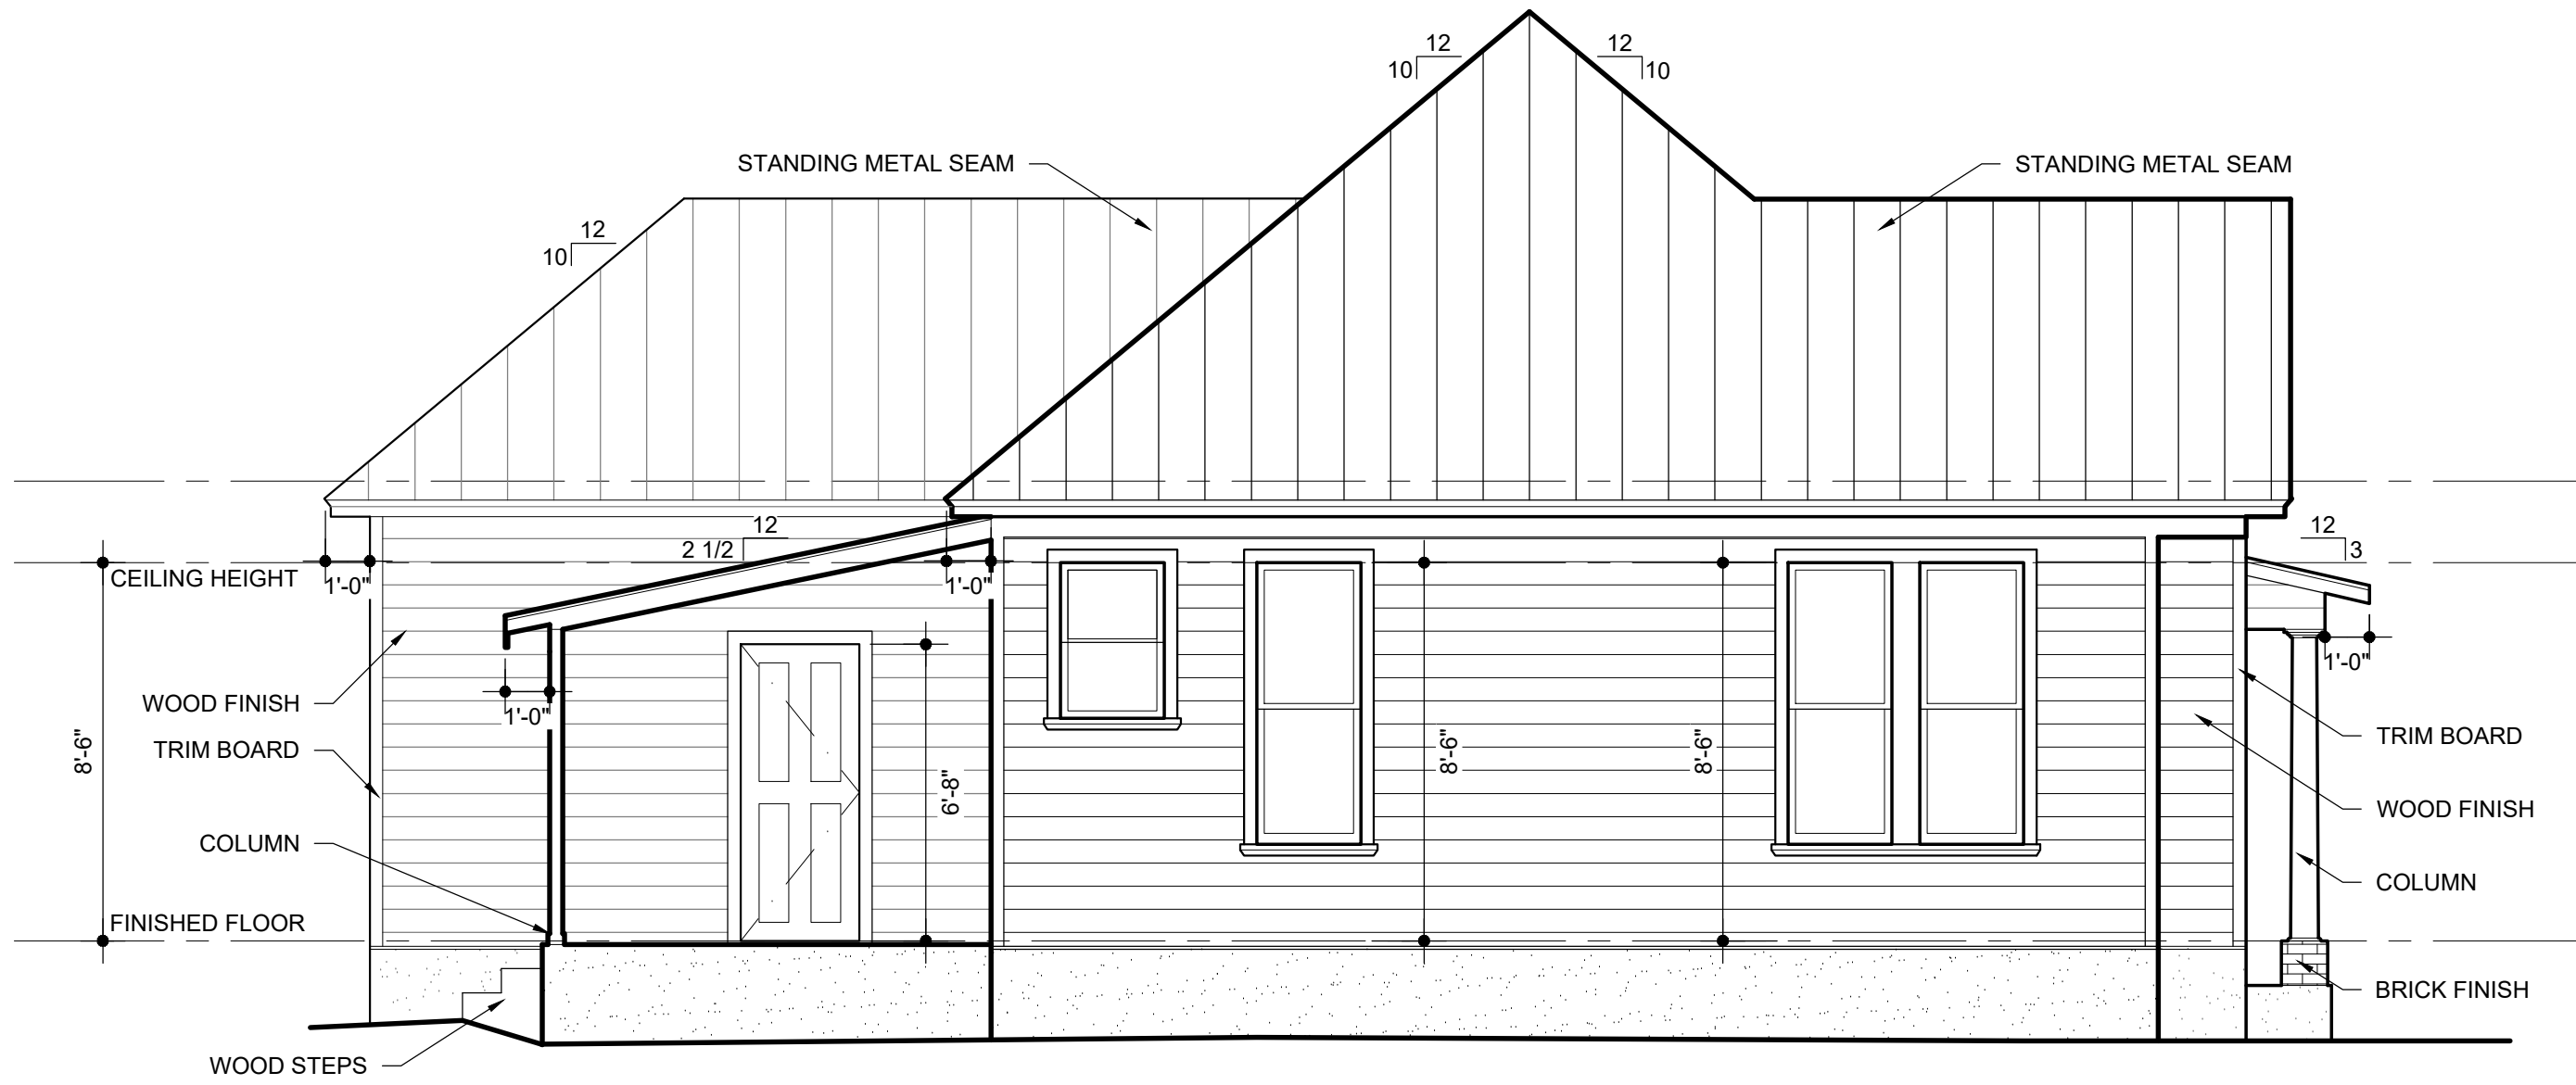 12
10
12
10
STANDING METAL SEAM
STANDING METAL SEAM
12
10
12
2 1/2
12
3
CEILING HEIGHT
1'-0"
1'-0"
1'-0"
1'-0"
WOOD FINISH
TRIM BOARD
8'-6"
8'-6"
8'-6"
6'-8"
TRIM BOARD
WOOD FINISH
COLUMN
COLUMN
FINISHED FLOOR
BRICK FINISH
WOOD STEPS